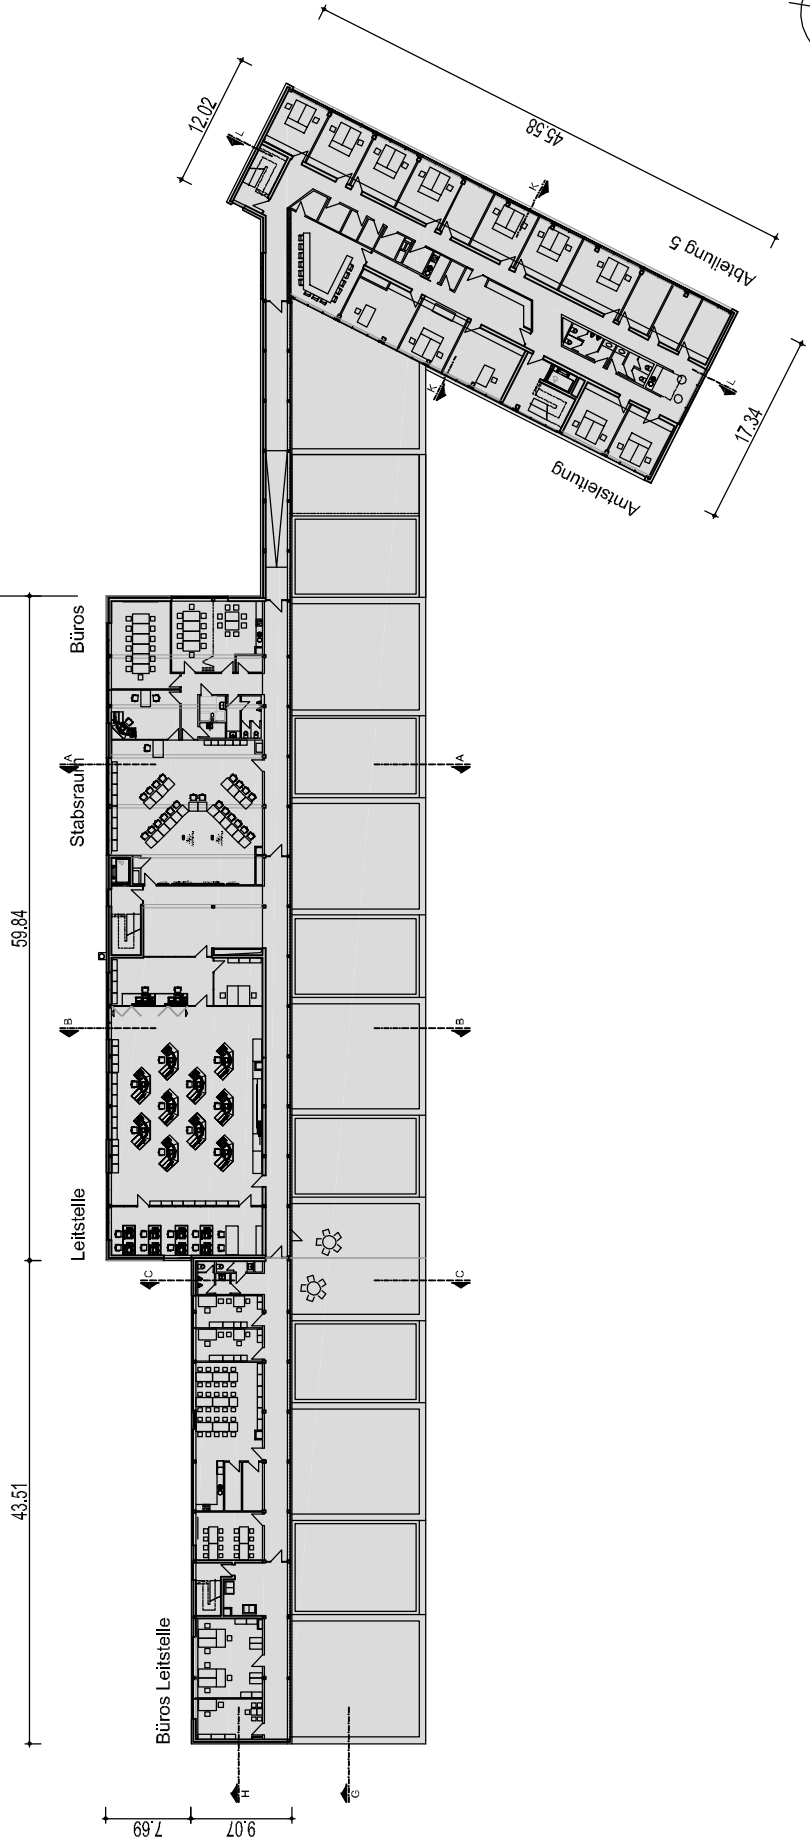 12.02
L
45.58
K
Abteilung 5
K
L
17.34
Amtsleitung
Büros
A
A
Stabsraum
59.84
B
B
Leitstelle
C
C
43.51
Büros Leitstelle
H
G
7.69
9.07